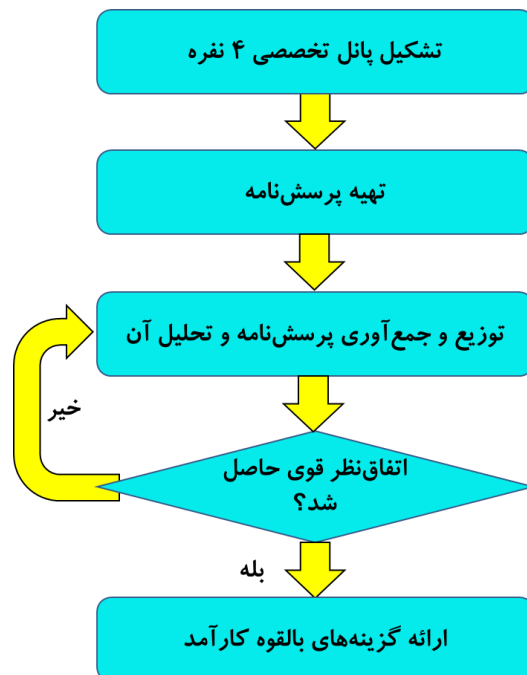 تشکیل پانل تخصصی ۴ نفره
تهیه پرسش‌نامه
توزیع و جمع‌آوری پرسش‌نامه و تحلیل آن
خیر
اتفاق‌نظر قوی حاصل
شد؟
بله
ارائه گزینه‌های بالقوه کارآمد